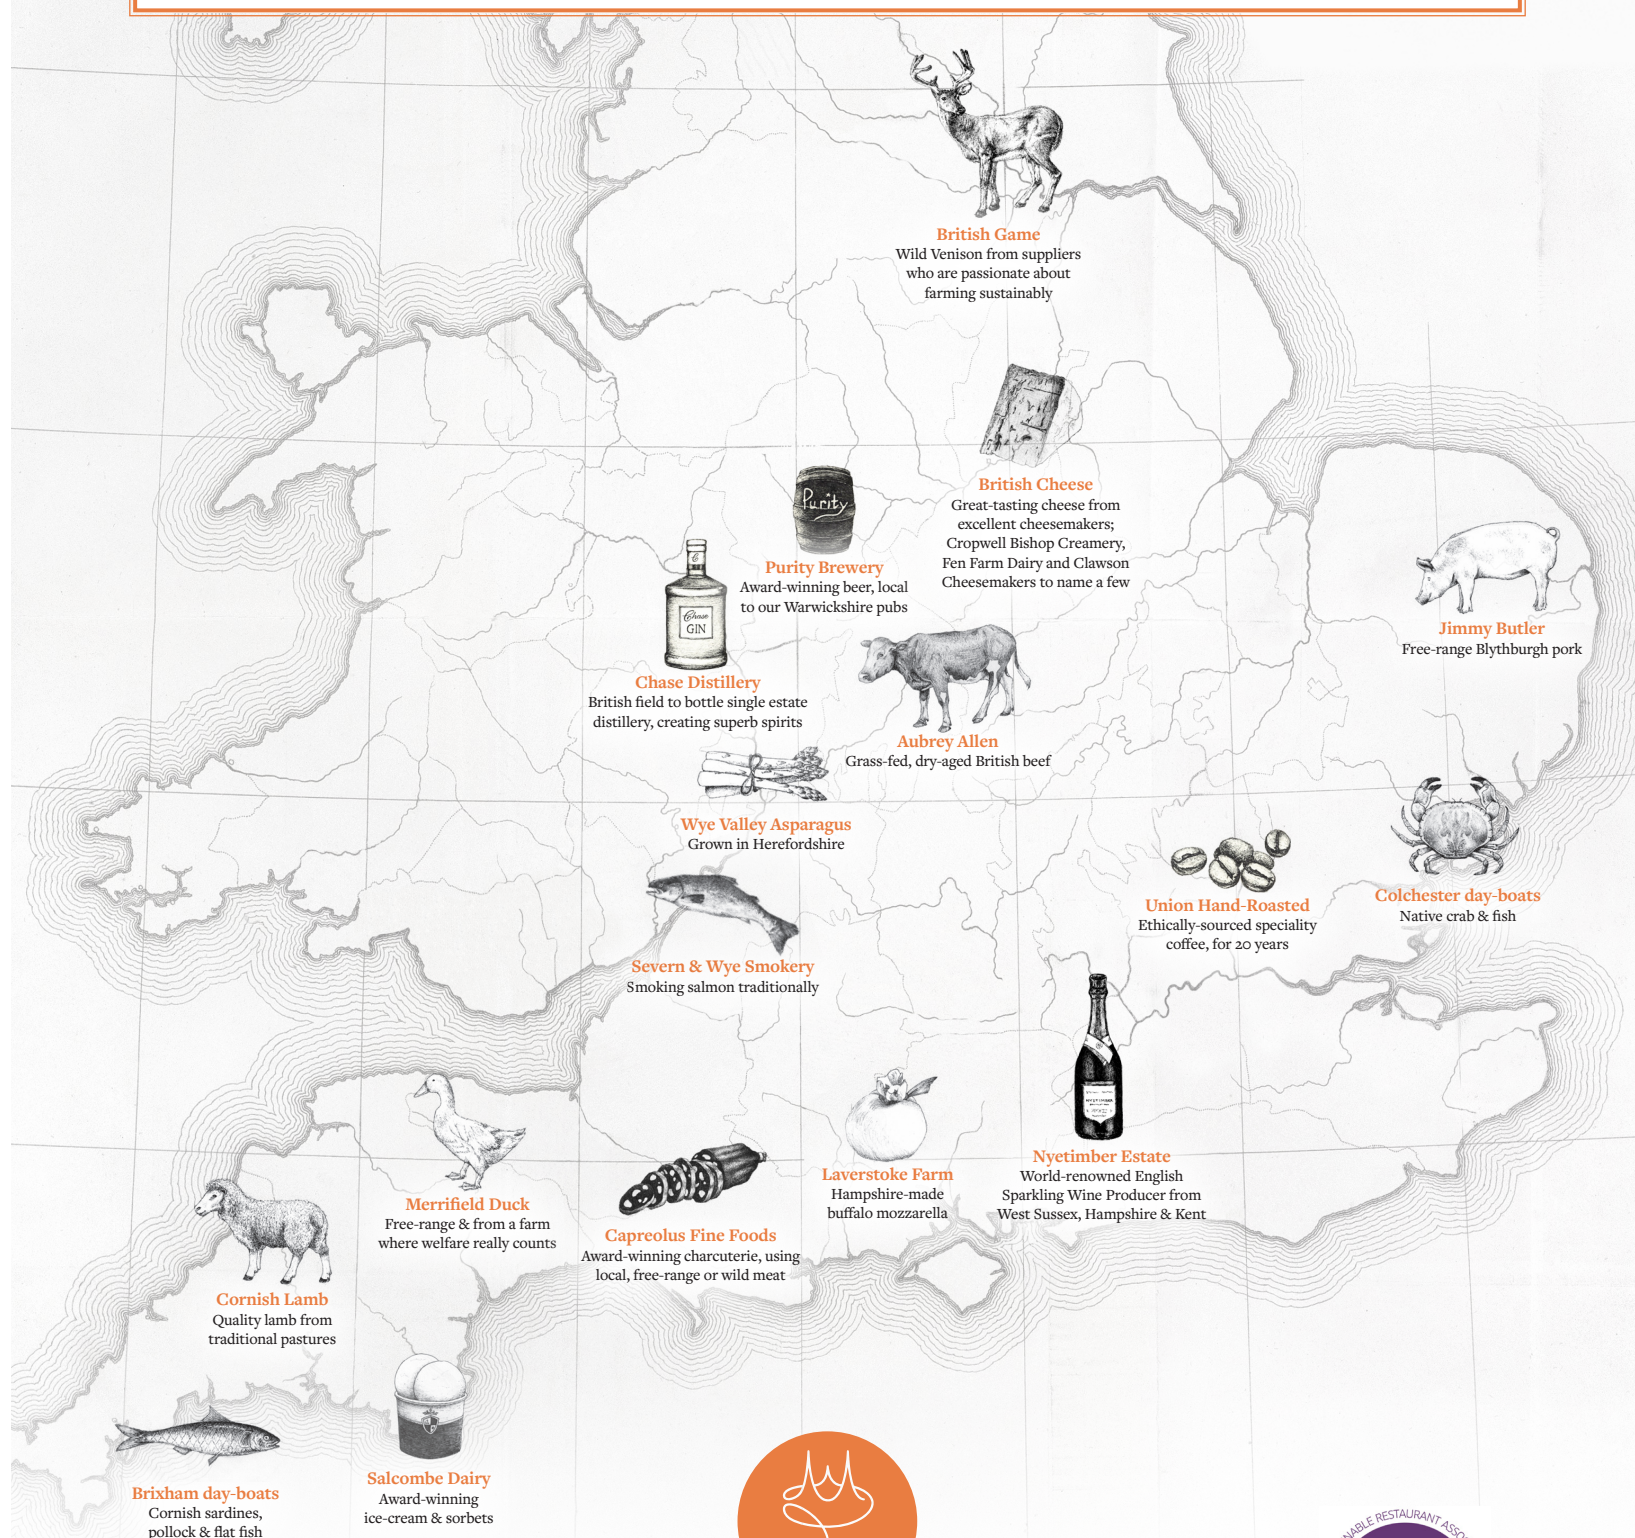 British Game
Wild Venison from suppliers
who are passionate about
farming sustainably
British Cheese
Great-tasting cheese from
excellent cheesemakers;
Cropwell Bishop Creamery,
Fen Farm Dairy and Clawson
Cheesemakers to name a few
Purity
Purity Brewery
Award-winning beer, local
to our Warwickshire pubs
Chase
GIN
Chase Distillery
British field to bottle single estate
distillery, creating superb spirits
Jimmy Butler
Free-range Blythburgh pork
Aubrey Allen
Grass-fed, dry-aged British beef
Wye Valley Asparagus
Grown in Herefordshire
Union Hand-Roasted
Ethically-sourced speciality
coffee, for 20 years
Colchester day-boats
Native crab & fish
Severn & Wye Smokery
Smoking salmon traditionally
NYETIMBER
Nyetimber Estate
World-renowned English
Sparkling Wine Producer from
West Sussex, Hampshire & Kent
Laverstoke Farm
Hampshire-made
buffalo mozzarella
Merrifield Duck
Free-range & from a farm
where welfare really counts
Capreolus Fine Foods
Award-winning charcuterie, using
local, free-range or wild meat
Cornish Lamb
Quality lamb from
traditional pastures
Salcombe Dairy
Award-winning
ice-cream & sorbets
Brixham day-boats
Cornish sardines,
pollock & flat fish
NABLE RESTAURANT ASSO